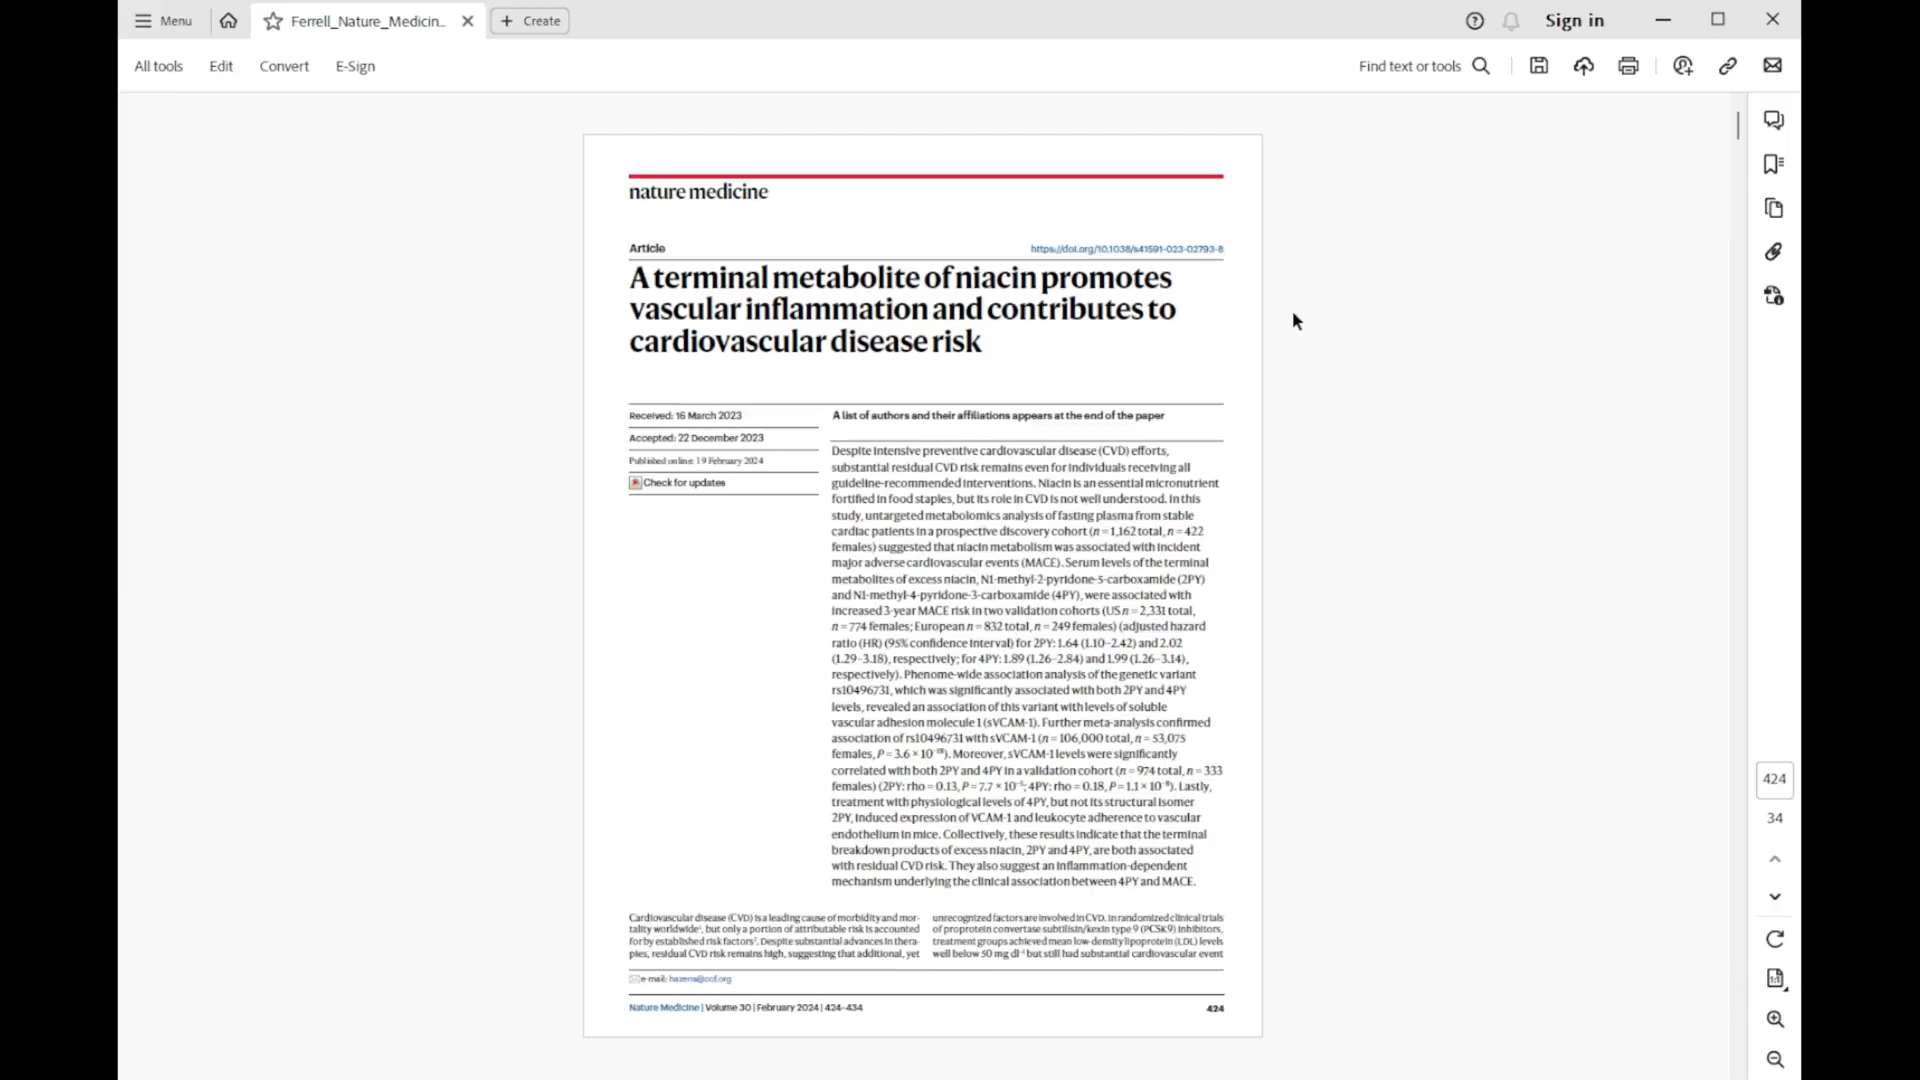 Menu
Ferrell_Nature_Medicin...
Create
Sign in
All tools
Edit
Convert
E-Sign
Find text or tools
nature medicine
Article
https://doi.org/10.1038/s41591-023-02793-8
A terminal metabolite of niacin promotes
vascular inflammation and contributes to
cardiovascular disease risk
Received: 16 March 2023
Accepted: 22 December 2023
Published online: 19 February 2024
Check for updates
A list of authors and their affiliations appears at the end of the paper
Despite intensive preventive cardiovascular disease (CVD) efforts,
substantial residual CVD risk remains even for individuals receiving all
guideline-recommended interventions. Niacin is an essential micronutrient
fortified in food staples, but its role in CVD is not well understood. In this
study, untargeted metabolomics analysis of fasting plasma from stable
cardiac patients in a prospective discovery cohort (n = 1,162 total, n = 422
females) suggested that niacin metabolism was associated with incident
major adverse cardiovascular events (MACE). Serum levels of the terminal
metabolites of excess niacin, N1-methyl-2-pyridone-5-carboxamide (2PY)
and N1-methyl-4-pyridone-3-carboxamide (4PY), were associated with
increased 3-year MACE risk in two validation cohorts (US n = 2,331 total,
n = 774 females; European n = 832 total, n = 249 females) (adjusted hazard
ratio (HR) (95% confidence interval) for 2PY: 1.64 (1.10–2.42) and 2.02
(1.29–3.18), respectively; for 4PY: 1.89 (1.26–2.84) and 1.99 (1.26–3.14),
respectively). Phenome-wide association analysis of the genetic variant
rs10496731, which was significantly associated with both 2PY and 4PY
levels, revealed an association of this variant with levels of soluble
vascular adhesion molecule 1 (sVCAM-1). Further meta-analysis confirmed
association of rs10496731 with sVCAM-1 (n = 106,000 total, n = 53,075
females, P = 3.6 × 10⁻¹⁸). Moreover, sVCAM-1 levels were significantly
correlated with both 2PY and 4PY in a validation cohort (n = 974 total, n = 333
females) (2PY: rho = 0.13, P = 7.7 × 10⁻⁵; 4PY: rho = 0.18, P = 1.1 × 10⁻⁸). Lastly,
treatment with physiological levels of 4PY, but not its structural isomer
2PY, induced expression of VCAM-1 and leukocyte adherence to vascular
endothelium in mice. Collectively, these results indicate that the terminal
breakdown products of excess niacin, 2PY and 4PY, are both associated
with residual CVD risk. They also suggest an inflammation-dependent
mechanism underlying the clinical association between 4PY and MACE.
Cardiovascular disease (CVD) is a leading cause of morbidity and mor-
tality worldwide¹, but only a portion of attributable risk is accounted
for by established risk factors². Despite substantial advances in thera-
pies, residual CVD risk remains high, suggesting that additional, yet
unrecognized factors are involved in CVD. In randomized clinical trials
of proprotein convertase subtilisin/kexin type 9 (PCSK9) inhibitors,
treatment groups achieved mean low-density lipoprotein (LDL) levels
well below 50 mg dl⁻¹ but still had substantial cardiovascular event
e-mail: hazens@ccf.org
Nature Medicine | Volume 30 | February 2024 | 424–434
424
424
34